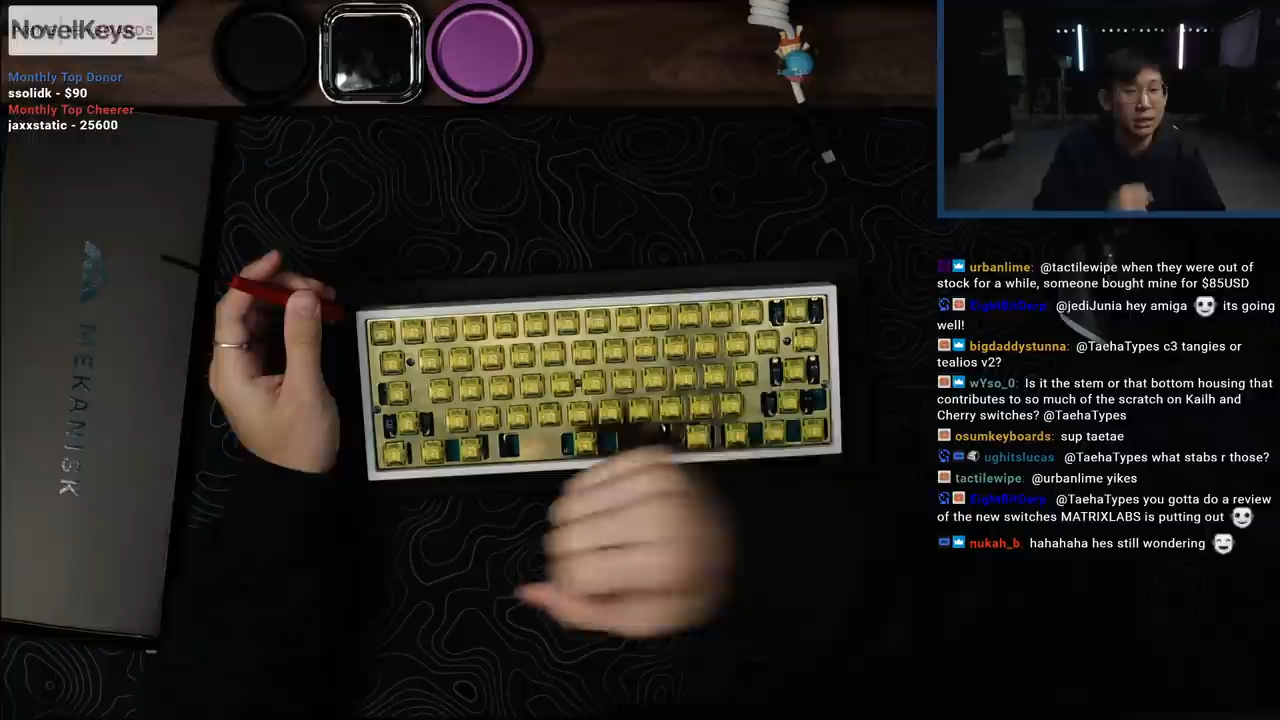 NovelKeys_
Monthly Top Donor
ssolidk - $90
Monthly Top Cheerer
jaxxstatic - 25600
MEKANISK
urbanlime: @tactilewipe when they were out of
stock for a while, someone bought mine for $85USD
EightBitDerp: @jediJunia hey amiga its going
well!
bigdaddystunna: @TaehaTypes c3 tangies or
tealios v2?
wYso_0: Is it the stem or that bottom housing that
contributes to so much of the scratch on Kailh and
Cherry switches? @TaehaTypes
osumkeyboards: sup taetae
ughitslucas @TaehaTypes what stabs r those?
tactilewipe: @urbanlime yikes
EightBitDerp: @TaehaTypes you gotta do a review
of the new switches MATRIXLABS is putting out
nukah_b: hahahaha hes still wondering